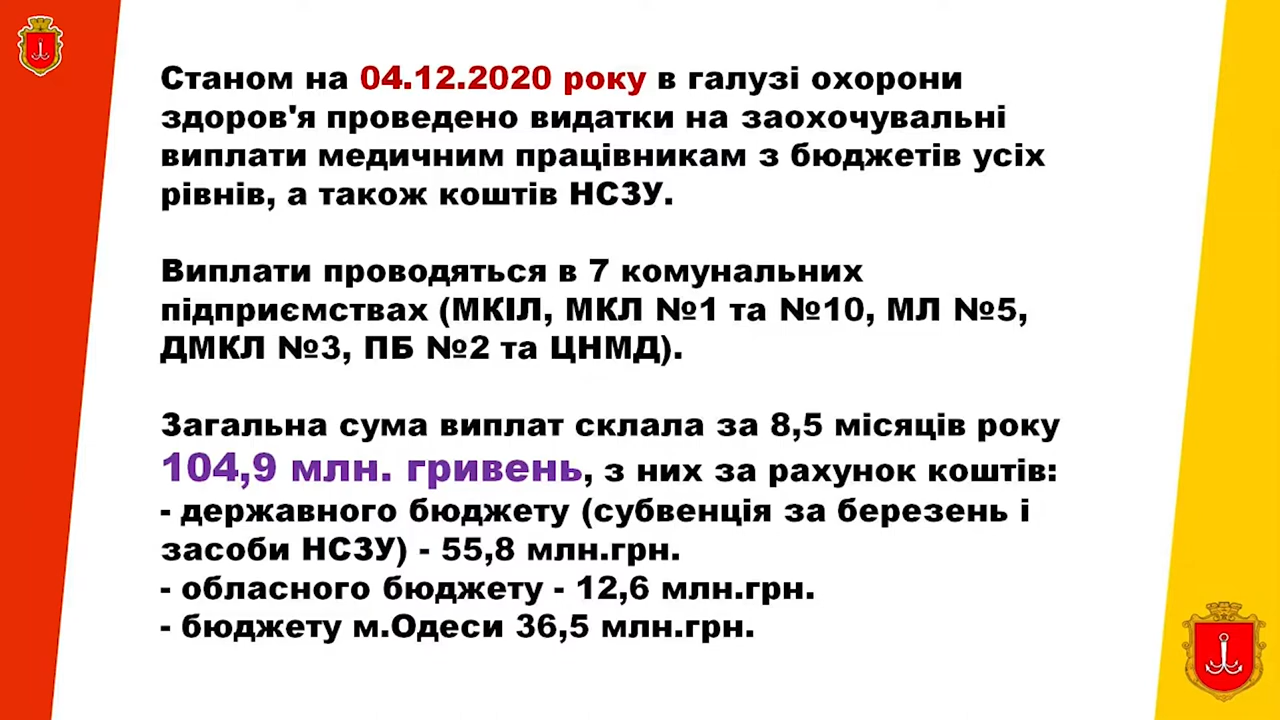 Станом на 04.12.2020 року в галузі охорони
здоров'я проведено видатки на заохочувальні
виплати медичним працівникам з бюджетів усіх
рівнів, а також коштів НСЗУ.
Виплати проводяться в 7 комунальних
підприємствах (МКІЛ, МКЛ №1 та №10, МЛ №5,
ДМКЛ №3, ПБ №2 та ЦНМД).
Загальна сума виплат склала за 8,5 місяців року
104,9 млн. гривень, з них за рахунок коштів:
- державного бюджету (субвенція за березень і
засоби НСЗУ) - 55,8 млн.грн.
- обласного бюджету - 12,6 млн.грн.
- бюджету м.Одеси 36,5 млн.грн.